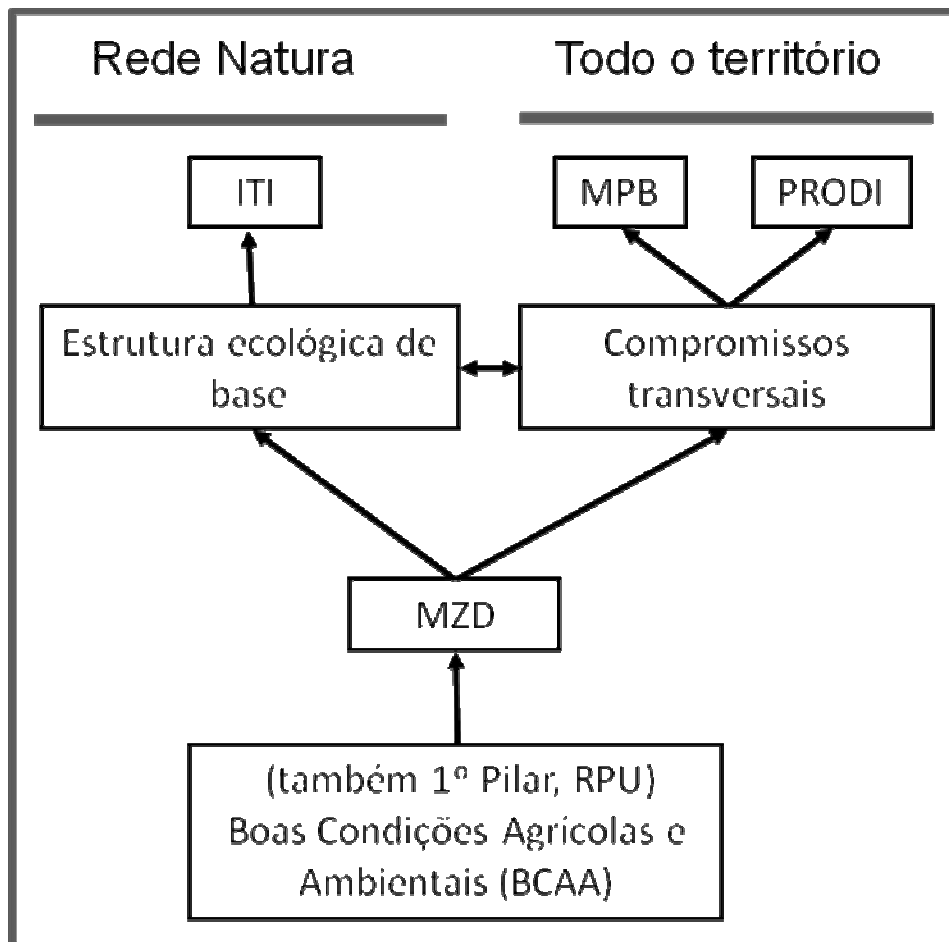 Rede Natura
Todo o território
ITI
MPB
PRODI
Estrutura ecológica de
base
Compromissos
transversais
MZD
(também 1º Pilar, RPU)
Boas Condições Agrícolas e
Ambientais (BCAA)